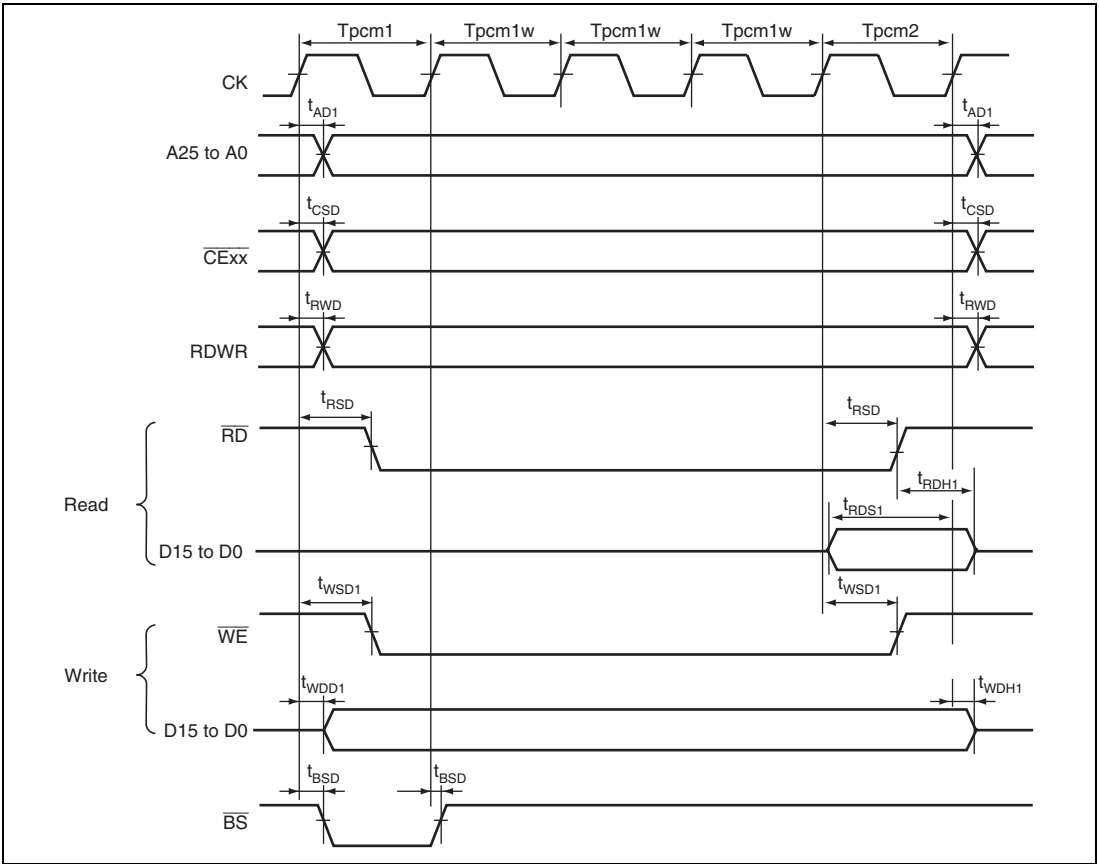 Tpcm1 Tpcm1w Tpcm1w Tpcm1w Tpcm2
CK
tAD1 tAD1
A25 to A0
tCSD tCSD
CExx
tRWD tRWD
RDWR
tRSD tRSD
RD
tRDH1
Read
tRDS1
D15 to D0
tWSD1 tWSD1
WE
Write
tWDD1 tWDH1
D15 to D0
tBSD tBSD
BS